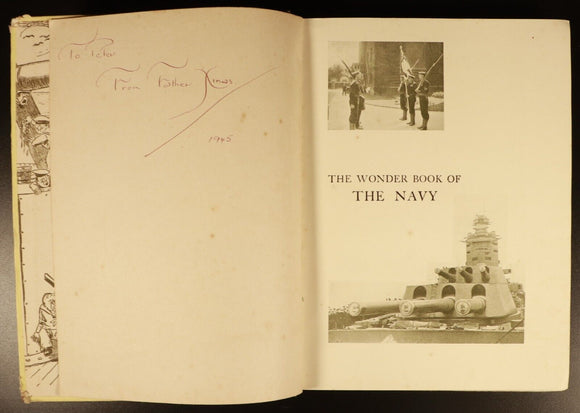 To Peter
From Father Xmas
1945
THE WONDER BOOK OF
THE NAVY